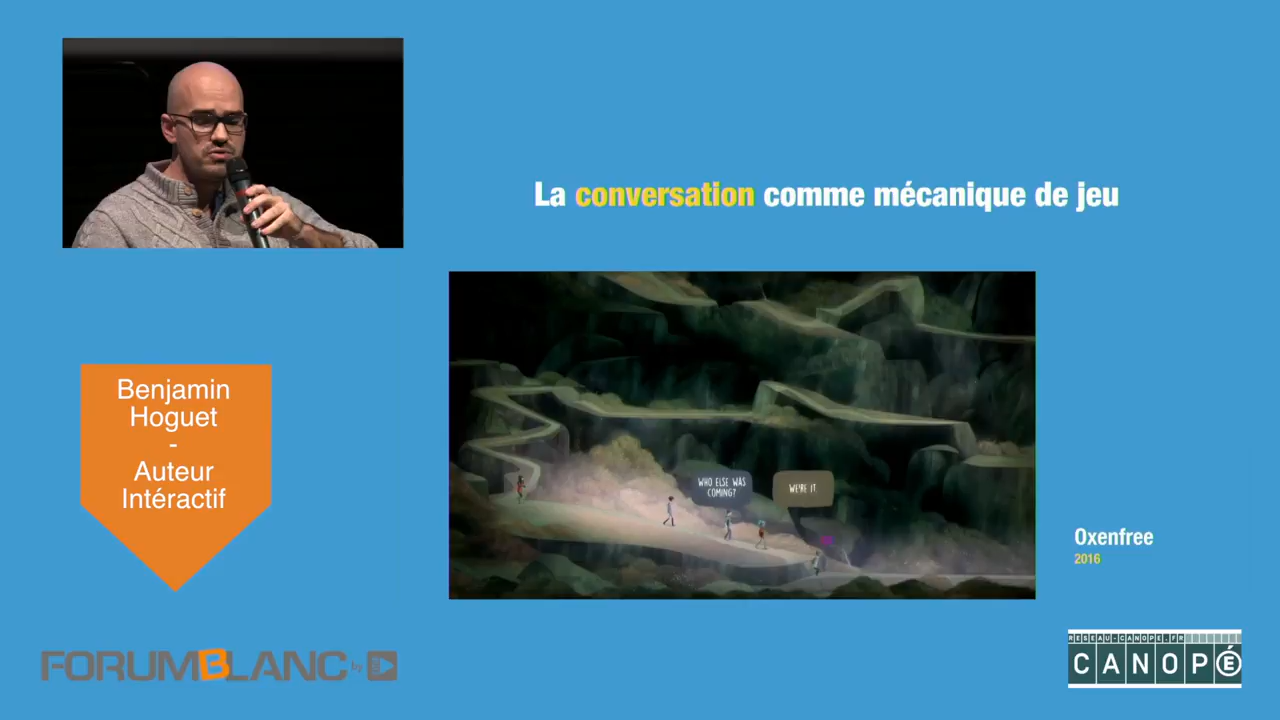 La conversation comme mécanique de jeu
WHO ELSE WAS
COMING?
WE'RE IT.
Benjamin
Hoguet
-
Auteur
Intéractif
Oxenfree
2016
FORUMBLANC by
RESEAU-CANOPE.FR
CANOPÉ